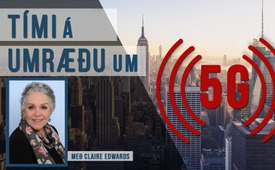 TÍMI Á
UMRÆÐU UM
5G
MEÐ CLAIRE EDWARDS